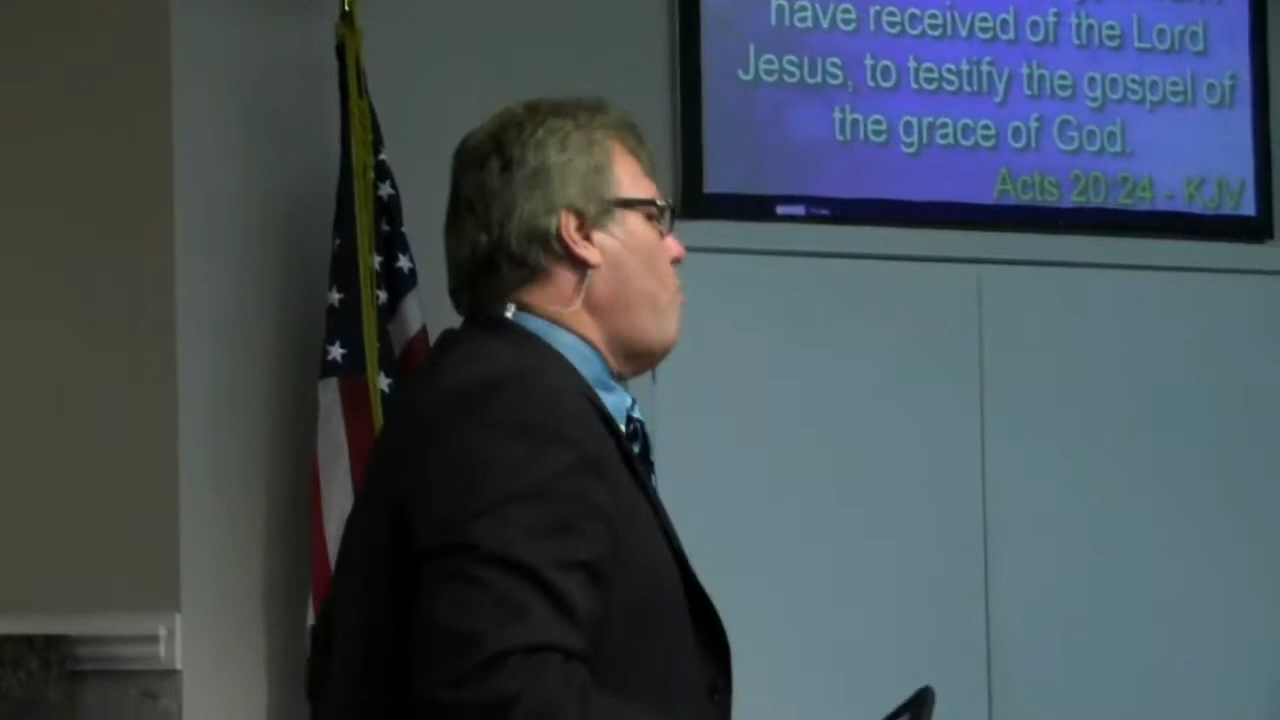 have received of the Lord
Jesus, to testify the gospel of
the grace of God.
Acts 20:24 - KJV